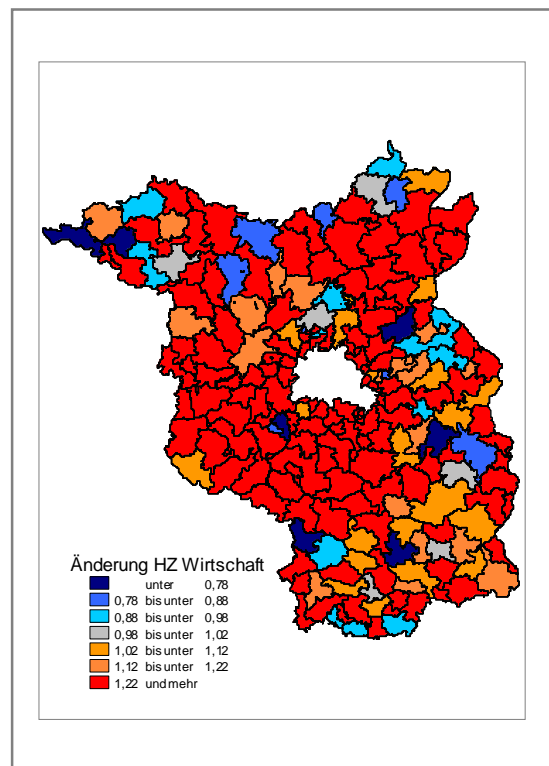 Änderung HZ Wirtschaft
unter 0,78
0,78 bis unter 0,88
0,88 bis unter 0,98
0,98 bis unter 1,02
1,02 bis unter 1,12
1,12 bis unter 1,22
1,22 und mehr